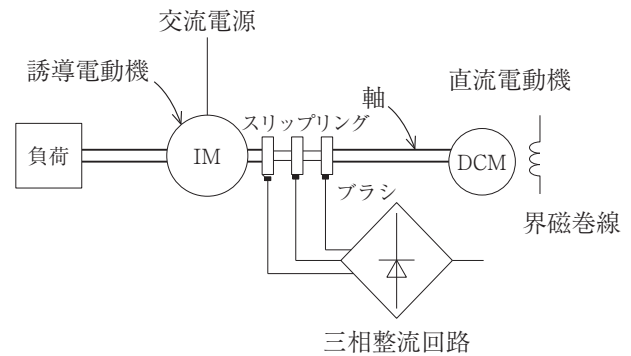 交流電源
誘導電動機
直流電動機
軸
スリップリング
負荷
IM
DCM
ブラシ
界磁巻線
三相整流回路